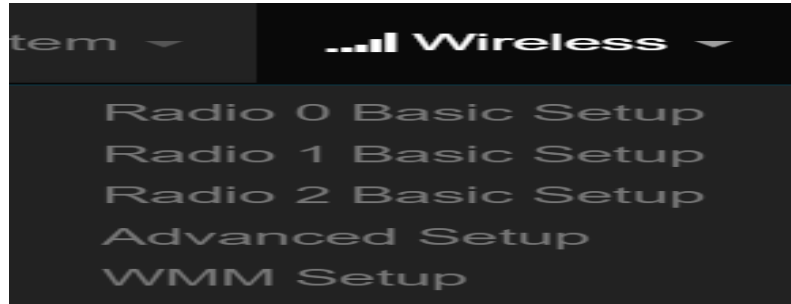 tem Wireless
Radio 0 Basic Setup
Radio 1 Basic Setup
Radio 2 Basic Setup
Advanced Setup
WMM Setup